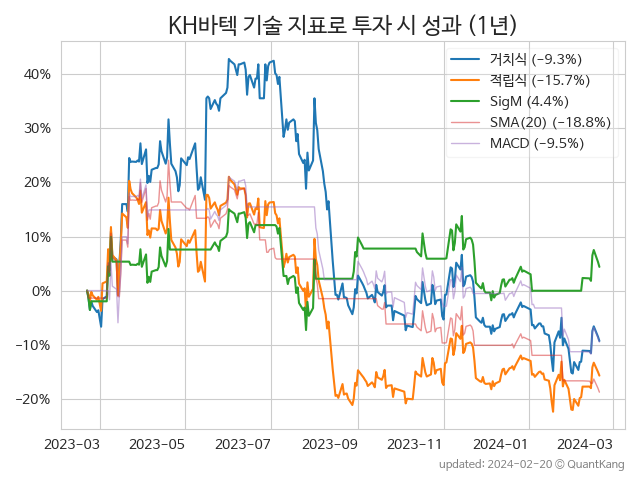 KH바텍 기술 지표로 투자 시 성과 (1년)
거치식 (−9.3%)
적립식 (−15.7%)
SigM (4.4%)
SMA(20) (−18.8%)
MACD (−9.5%)
40%
30%
20%
10%
0%
−10%
−20%
2023-03 2023-05 2023-07 2023-09 2023-11 2024-01 2024-03
updated: 2024-02-20 © QuantKang